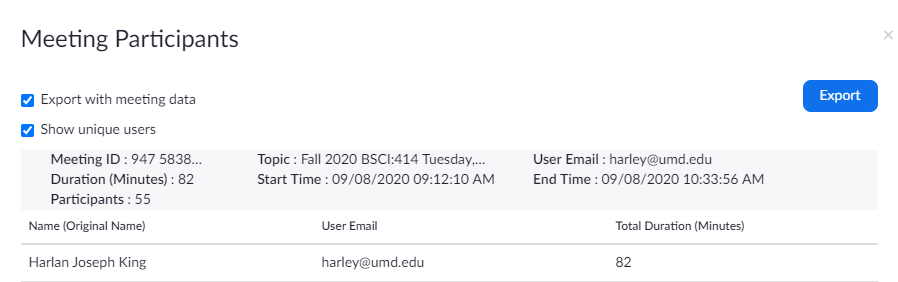 Meeting Participants
×
Export with meeting data
Export
Show unique users
Meeting ID : 947 5838... Topic : Fall 2020 BSCI:414 Tuesday,... User Email : harley@umd.edu
Duration (Minutes) : 82 Start Time : 09/08/2020 09:12:10 AM End Time : 09/08/2020 10:33:56 AM
Participants : 55
Name (Original Name) User Email Total Duration (Minutes)
Harlan Joseph King harley@umd.edu 82